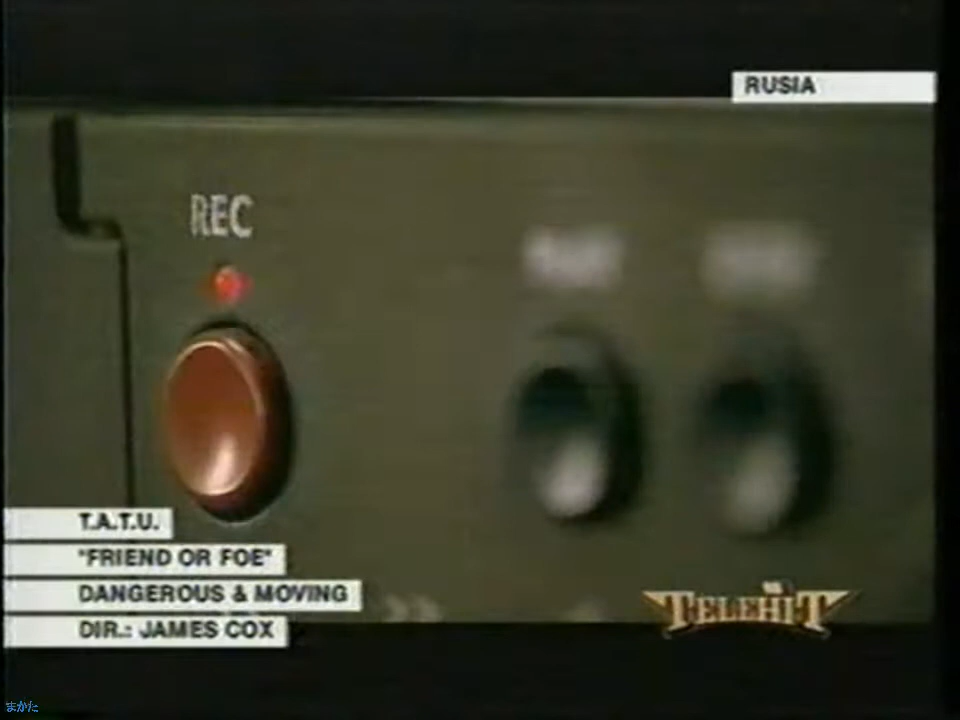 RUSIA
REC
T.A.T.U.
"FRIEND OR FOE"
DANGEROUS & MOVING
DIR.: JAMES COX
TELEHIT
まかた